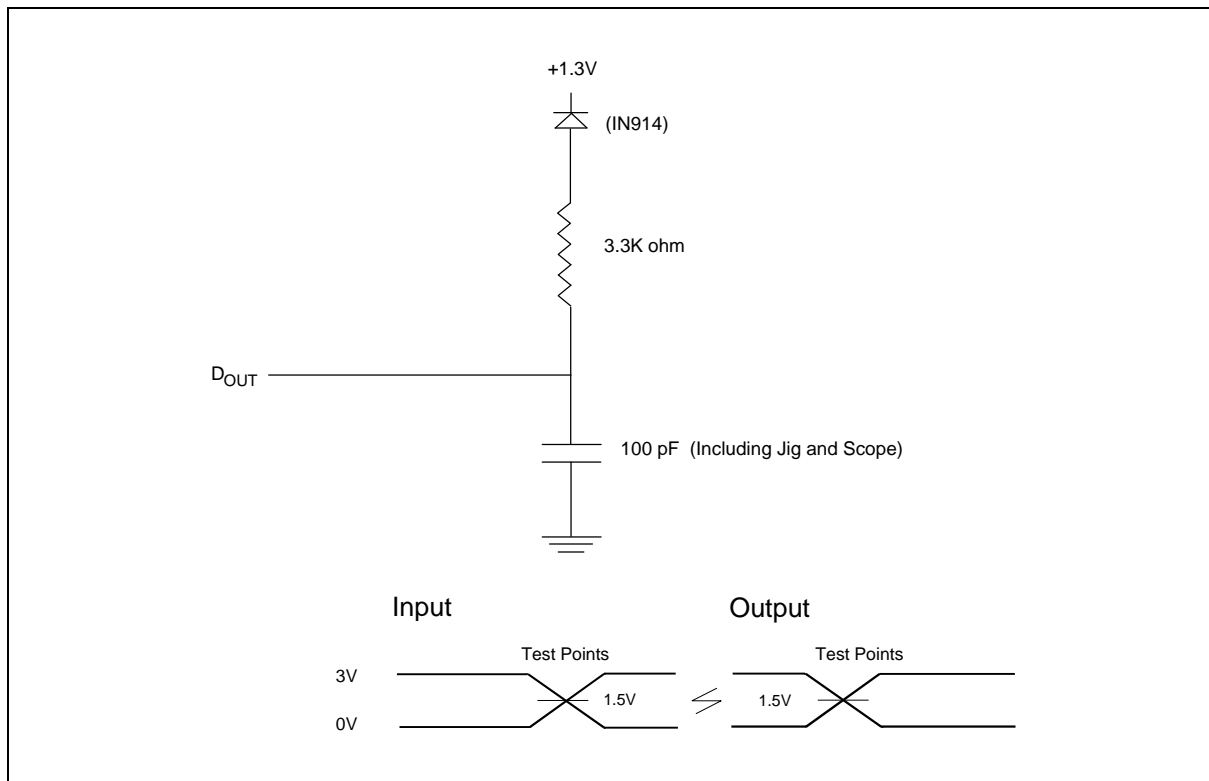 +1.3V
(IN914)
3.3K ohm
DOUT
100 pF (Including Jig and Scope)
Input
Output
Test Points
Test Points
3V
1.5V
1.5V
0V